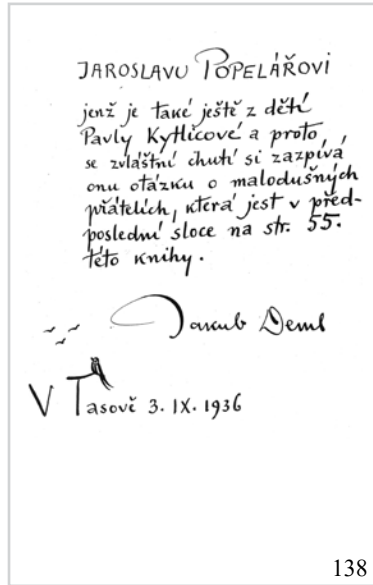 JAROSLAVU POPELÁŘOVI
jenž je také ještě z dětí
Pavly Kytlicové a proto,
se zvláštní chutí si zazpívá
onu otázku o malodušných
přátelích, která jest v před-
poslední sloce na str. 55.
této knihy.
Jakub Deml
V Tasově 3. IX. 1936
138